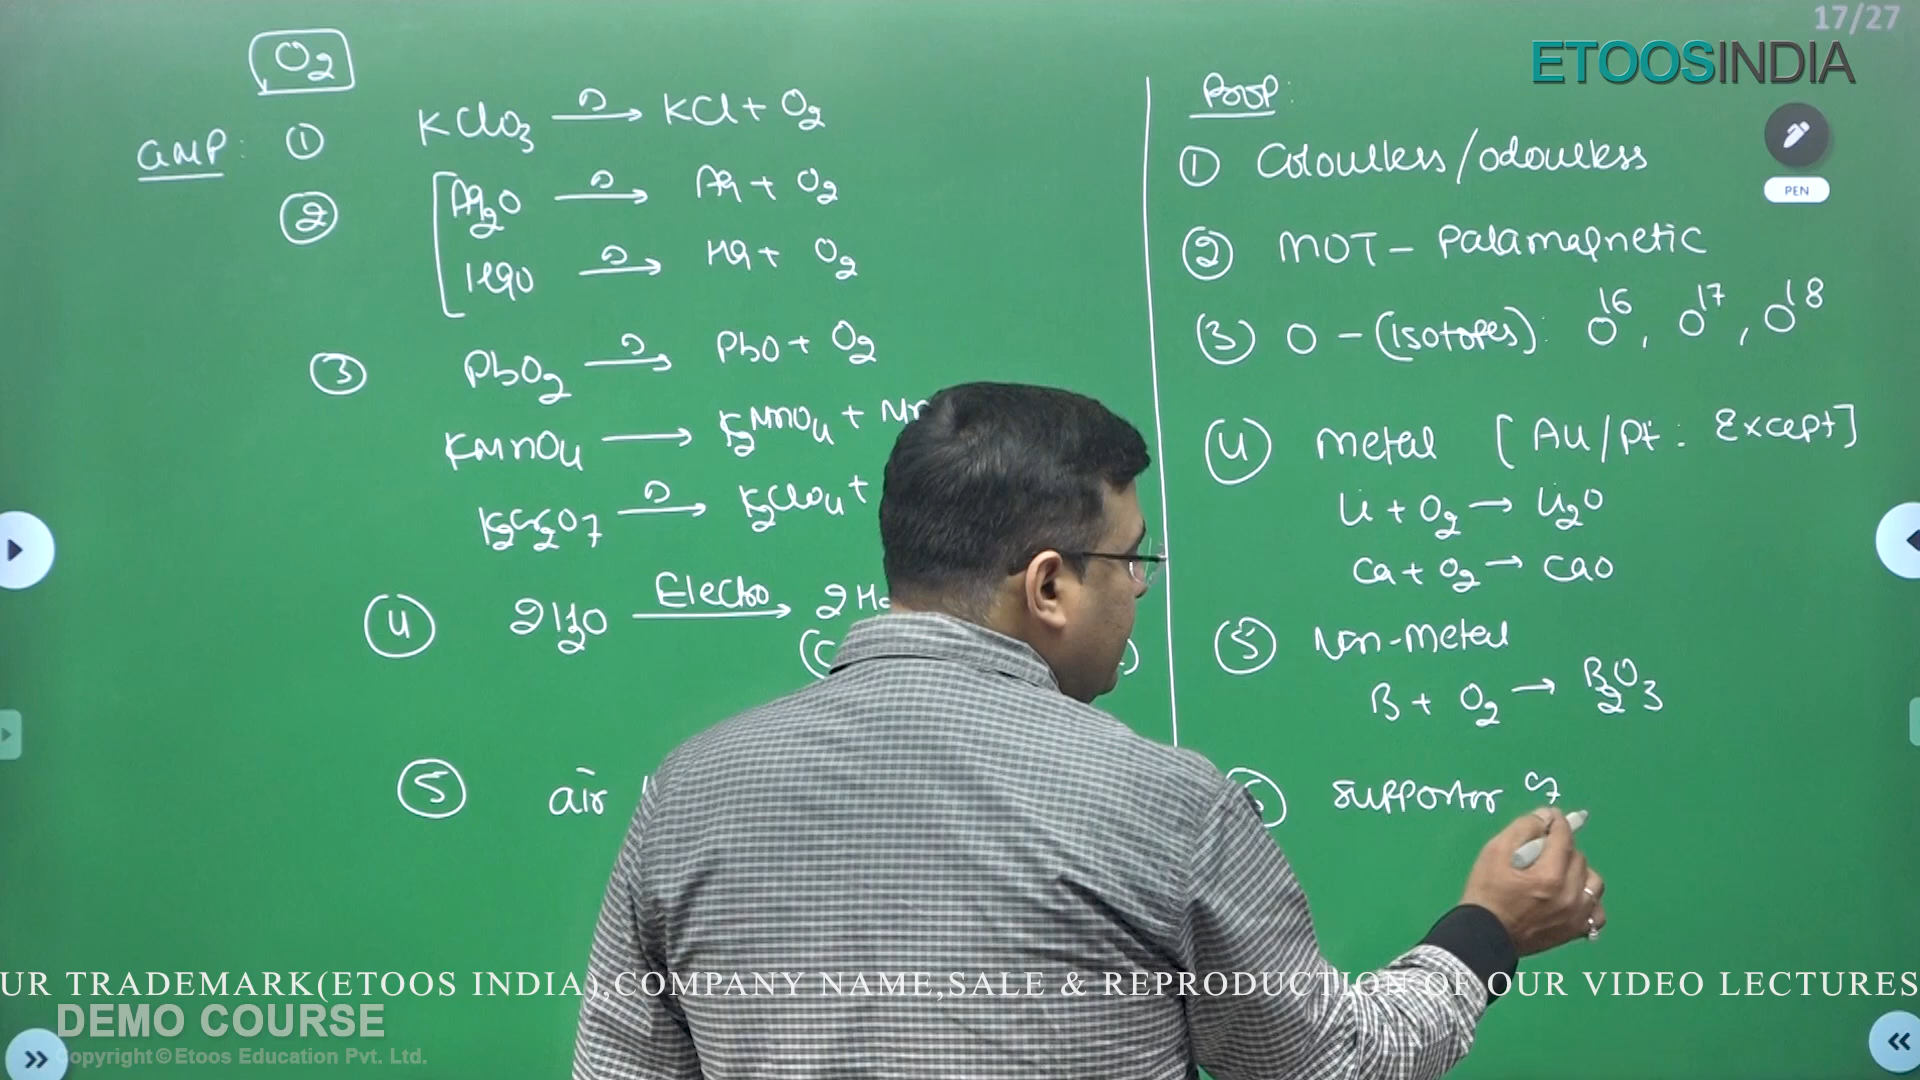 17/27
ETOOSINDIA
PEN
O₂
GMP: ① KClO₃ —Δ→ KCl + O₂
② Ag₂O —Δ→ Ag + O₂
HgO —Δ→ Hg + O₂
③ PbO₂ —Δ→ PbO + O₂
KMnO₄ → K₂MnO₄ + Mn
K₂Cr₂O₇ —Δ→ K₂CrO₄ +
④ 2H₂O —Electro→ 2H₂
⑤ air
Prop:
① Colourless/odourless
② MOT - Paramagnetic
③ O - (Isotopes): O¹⁶, O¹⁷, O¹⁸
④ Metal [Au/Pt: Except]
Li + O₂ → Li₂O
Ca + O₂ → CaO
⑤ Non-Metal
B + O₂ → B₂O₃
⑥ supporter of
UR TRADEMARK(ETOOS INDIA),COMPANY NAME,SALE & REPRODUCTION OF OUR VIDEO LECTURES
DEMO COURSE
Copyright © Etoos Education Pvt. Ltd.